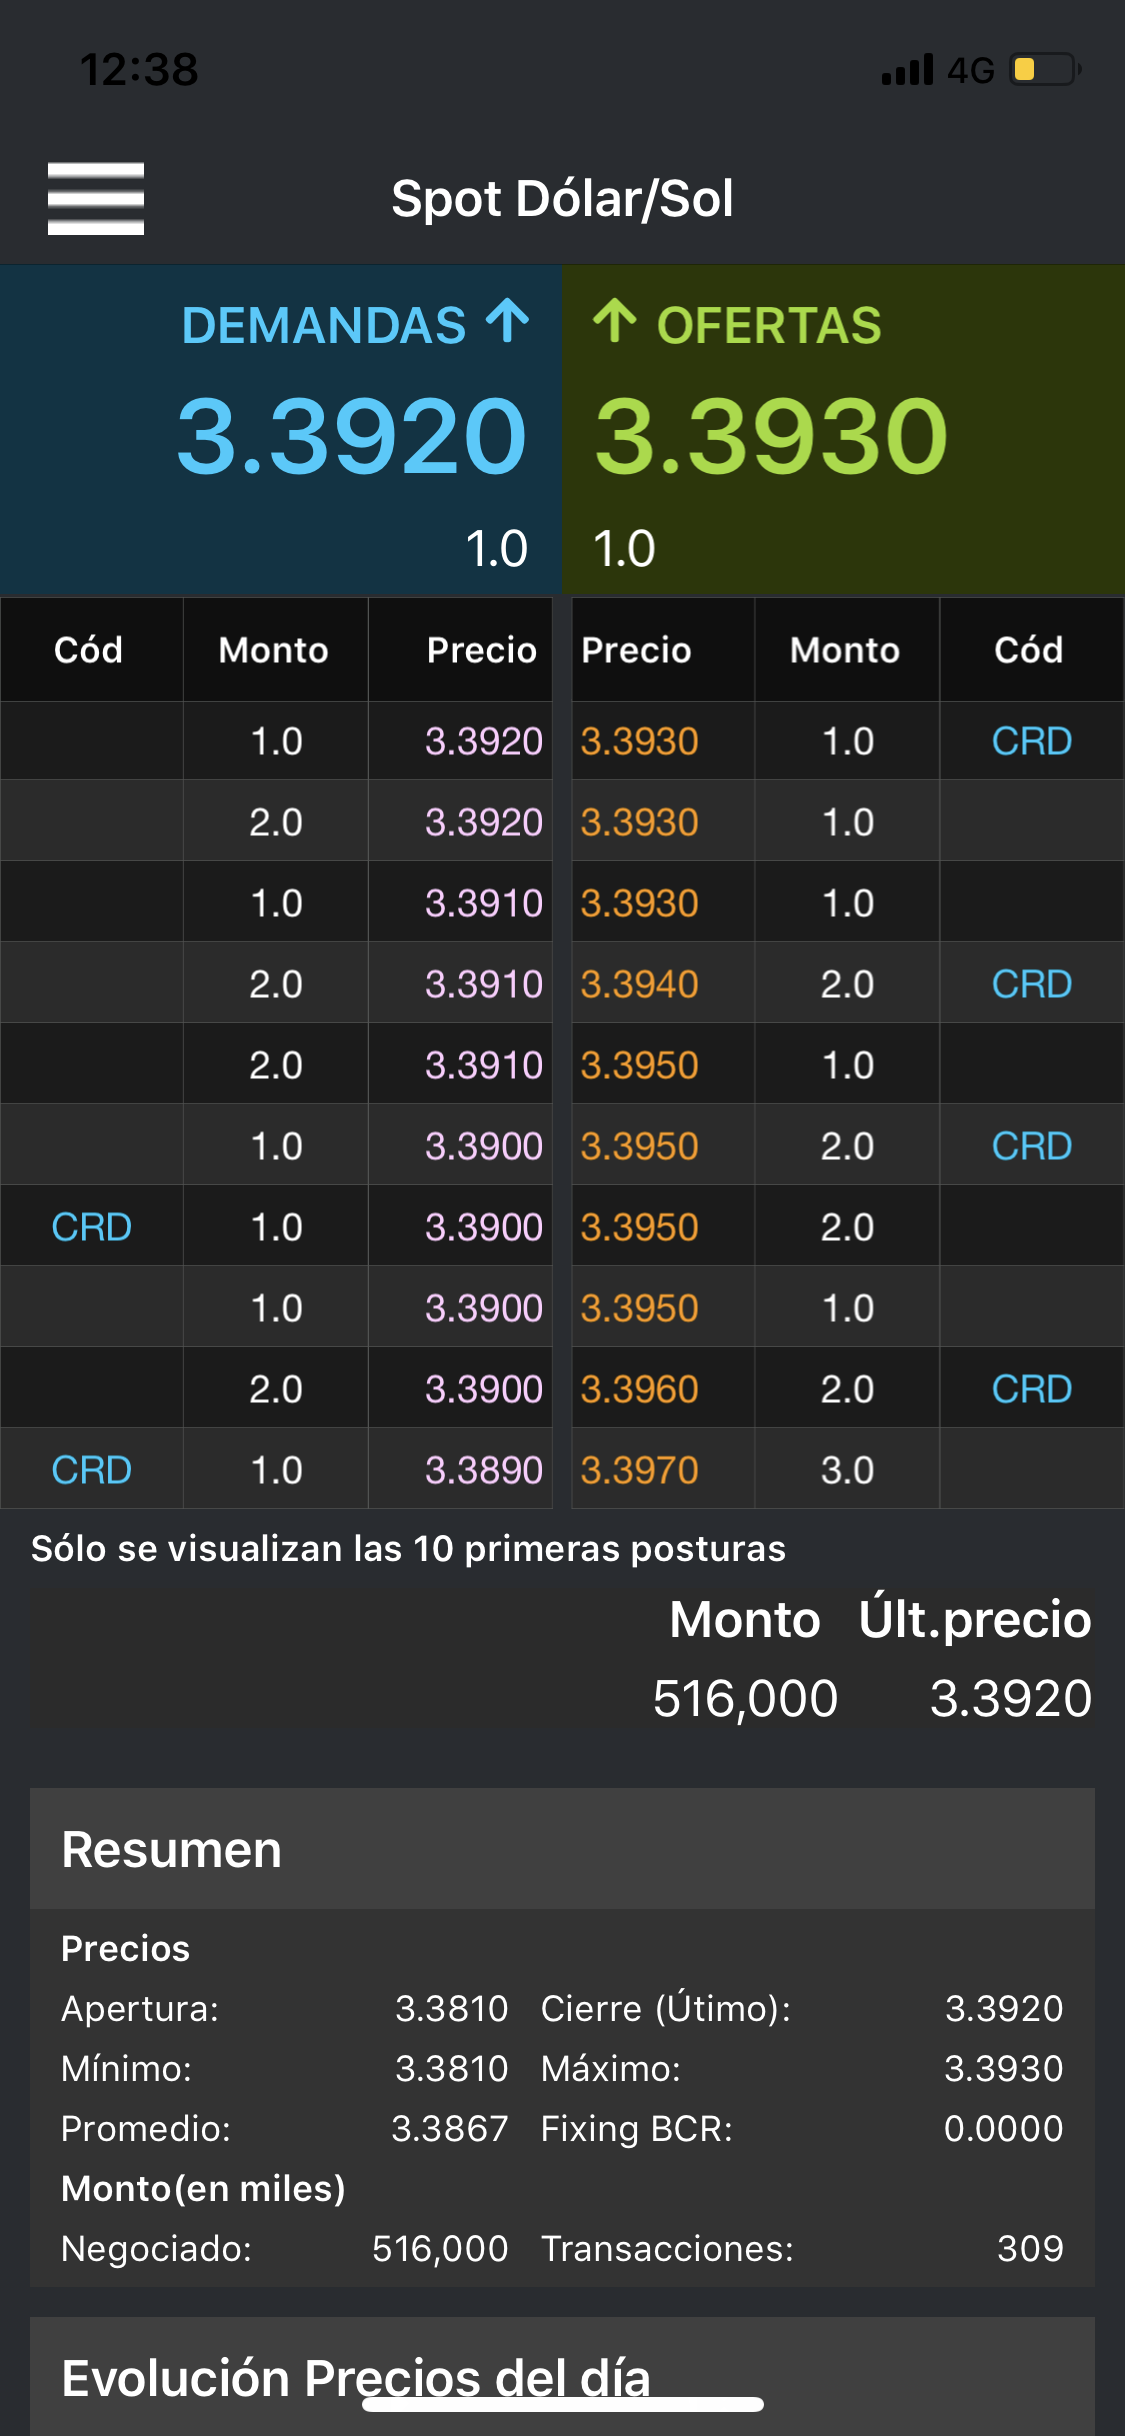 12:38 4G
Spot Dólar/Sol
DEMANDAS ↑ ↑ OFERTAS
3.3920 3.3930
1.0 1.0
Cód Monto Precio Precio Monto Cód
1.0 3.3920 3.3930 1.0 CRD
2.0 3.3920 3.3930 1.0
1.0 3.3910 3.3930 1.0
2.0 3.3910 3.3940 2.0 CRD
2.0 3.3910 3.3950 1.0
1.0 3.3900 3.3950 2.0 CRD
CRD 1.0 3.3900 3.3950 2.0
1.0 3.3900 3.3950 1.0
2.0 3.3900 3.3960 2.0 CRD
CRD 1.0 3.3890 3.3970 3.0
Sólo se visualizan las 10 primeras posturas
Monto Últ.precio
516,000 3.3920
Resumen
Precios
Apertura: 3.3810 Cierre (Útimo): 3.3920
Mínimo: 3.3810 Máximo: 3.3930
Promedio: 3.3867 Fixing BCR: 0.0000
Monto(en miles)
Negociado: 516,000 Transacciones: 309
Evolución Precios del día